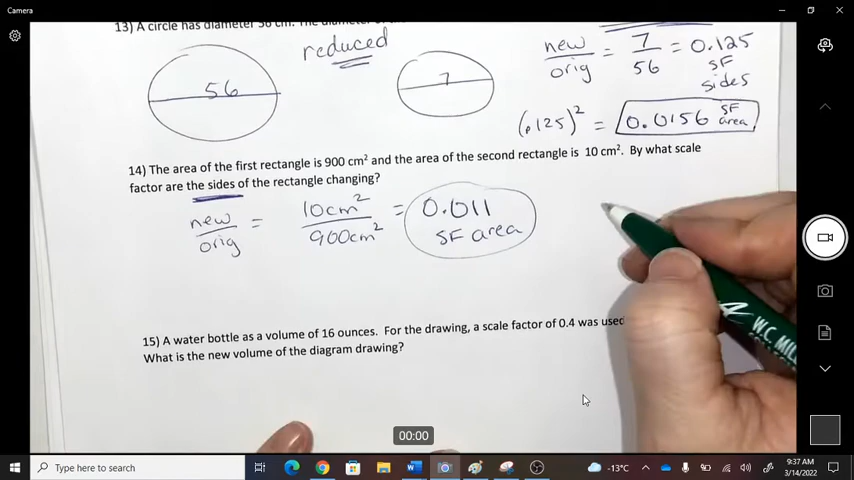 Camera
13) A circle has diameter 56 cm. The diameter of
reduced
56
7
new/orig = 7/56 = 0.125
SF
sides
(.125)² = 0.0156 SF area
14) The area of the first rectangle is 900 cm² and the area of the second rectangle is 10 cm². By what scale
factor are the sides of the rectangle changing?
new/orig = 10cm²/900cm² = 0.011
SF area
15) A water bottle as a volume of 16 ounces. For the drawing, a scale factor of 0.4 was used
What is the new volume of the diagram drawing?
W.C. MIL
00:00
Type here to search
-13°C
9:37 AM
3/14/2022